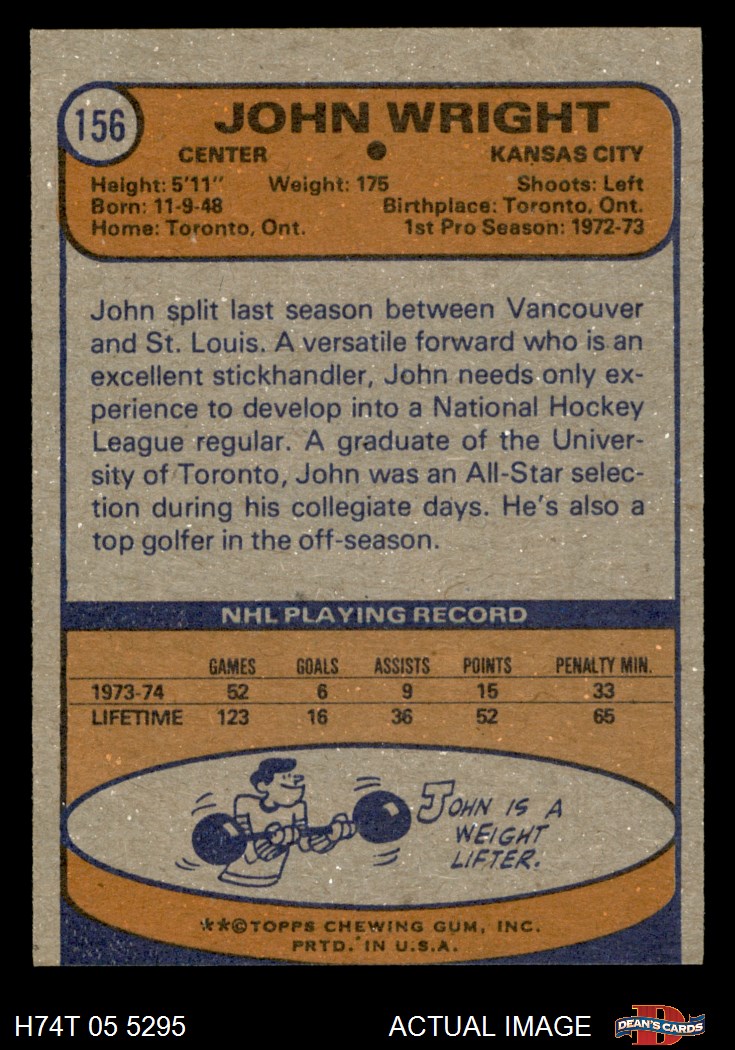 156
JOHN WRIGHT
CENTER
KANSAS CITY
Height: 5'11" Weight: 175 Shoots: Left
Born: 11-9-48 Birthplace: Toronto, Ont.
Home: Toronto, Ont. 1st Pro Season: 1972-73
John split last season between Vancouver
and St. Louis. A versatile forward who is an
excellent stickhandler, John needs only ex-
perience to develop into a National Hockey
League regular. A graduate of the Univer-
sity of Toronto, John was an All-Star selec-
tion during his collegiate days. He's also a
top golfer in the off-season.
NHL PLAYING RECORD
GAMES GOALS ASSISTS POINTS PENALTY MIN.
1973-74 52 6 9 15 33
LIFETIME 123 16 36 52 65
JOHN IS A
WEIGHT
LIFTER.
**©TOPPS CHEWING GUM, INC.
PRTD. IN U.S.A.
H74T 05 5295
ACTUAL IMAGE
D
DEAN'S CARDS